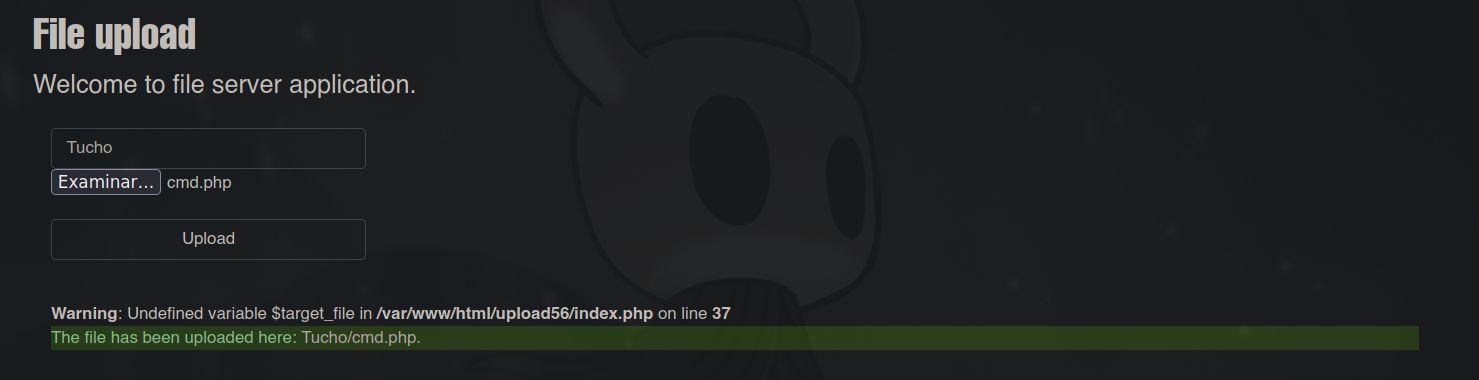 File upload
Welcome to file server application.
Tucho
Examinar... cmd.php
Upload
Warning: Undefined variable $target_file in /var/www/html/upload56/index.php on line 37
The file has been uploaded here: Tucho/cmd.php.